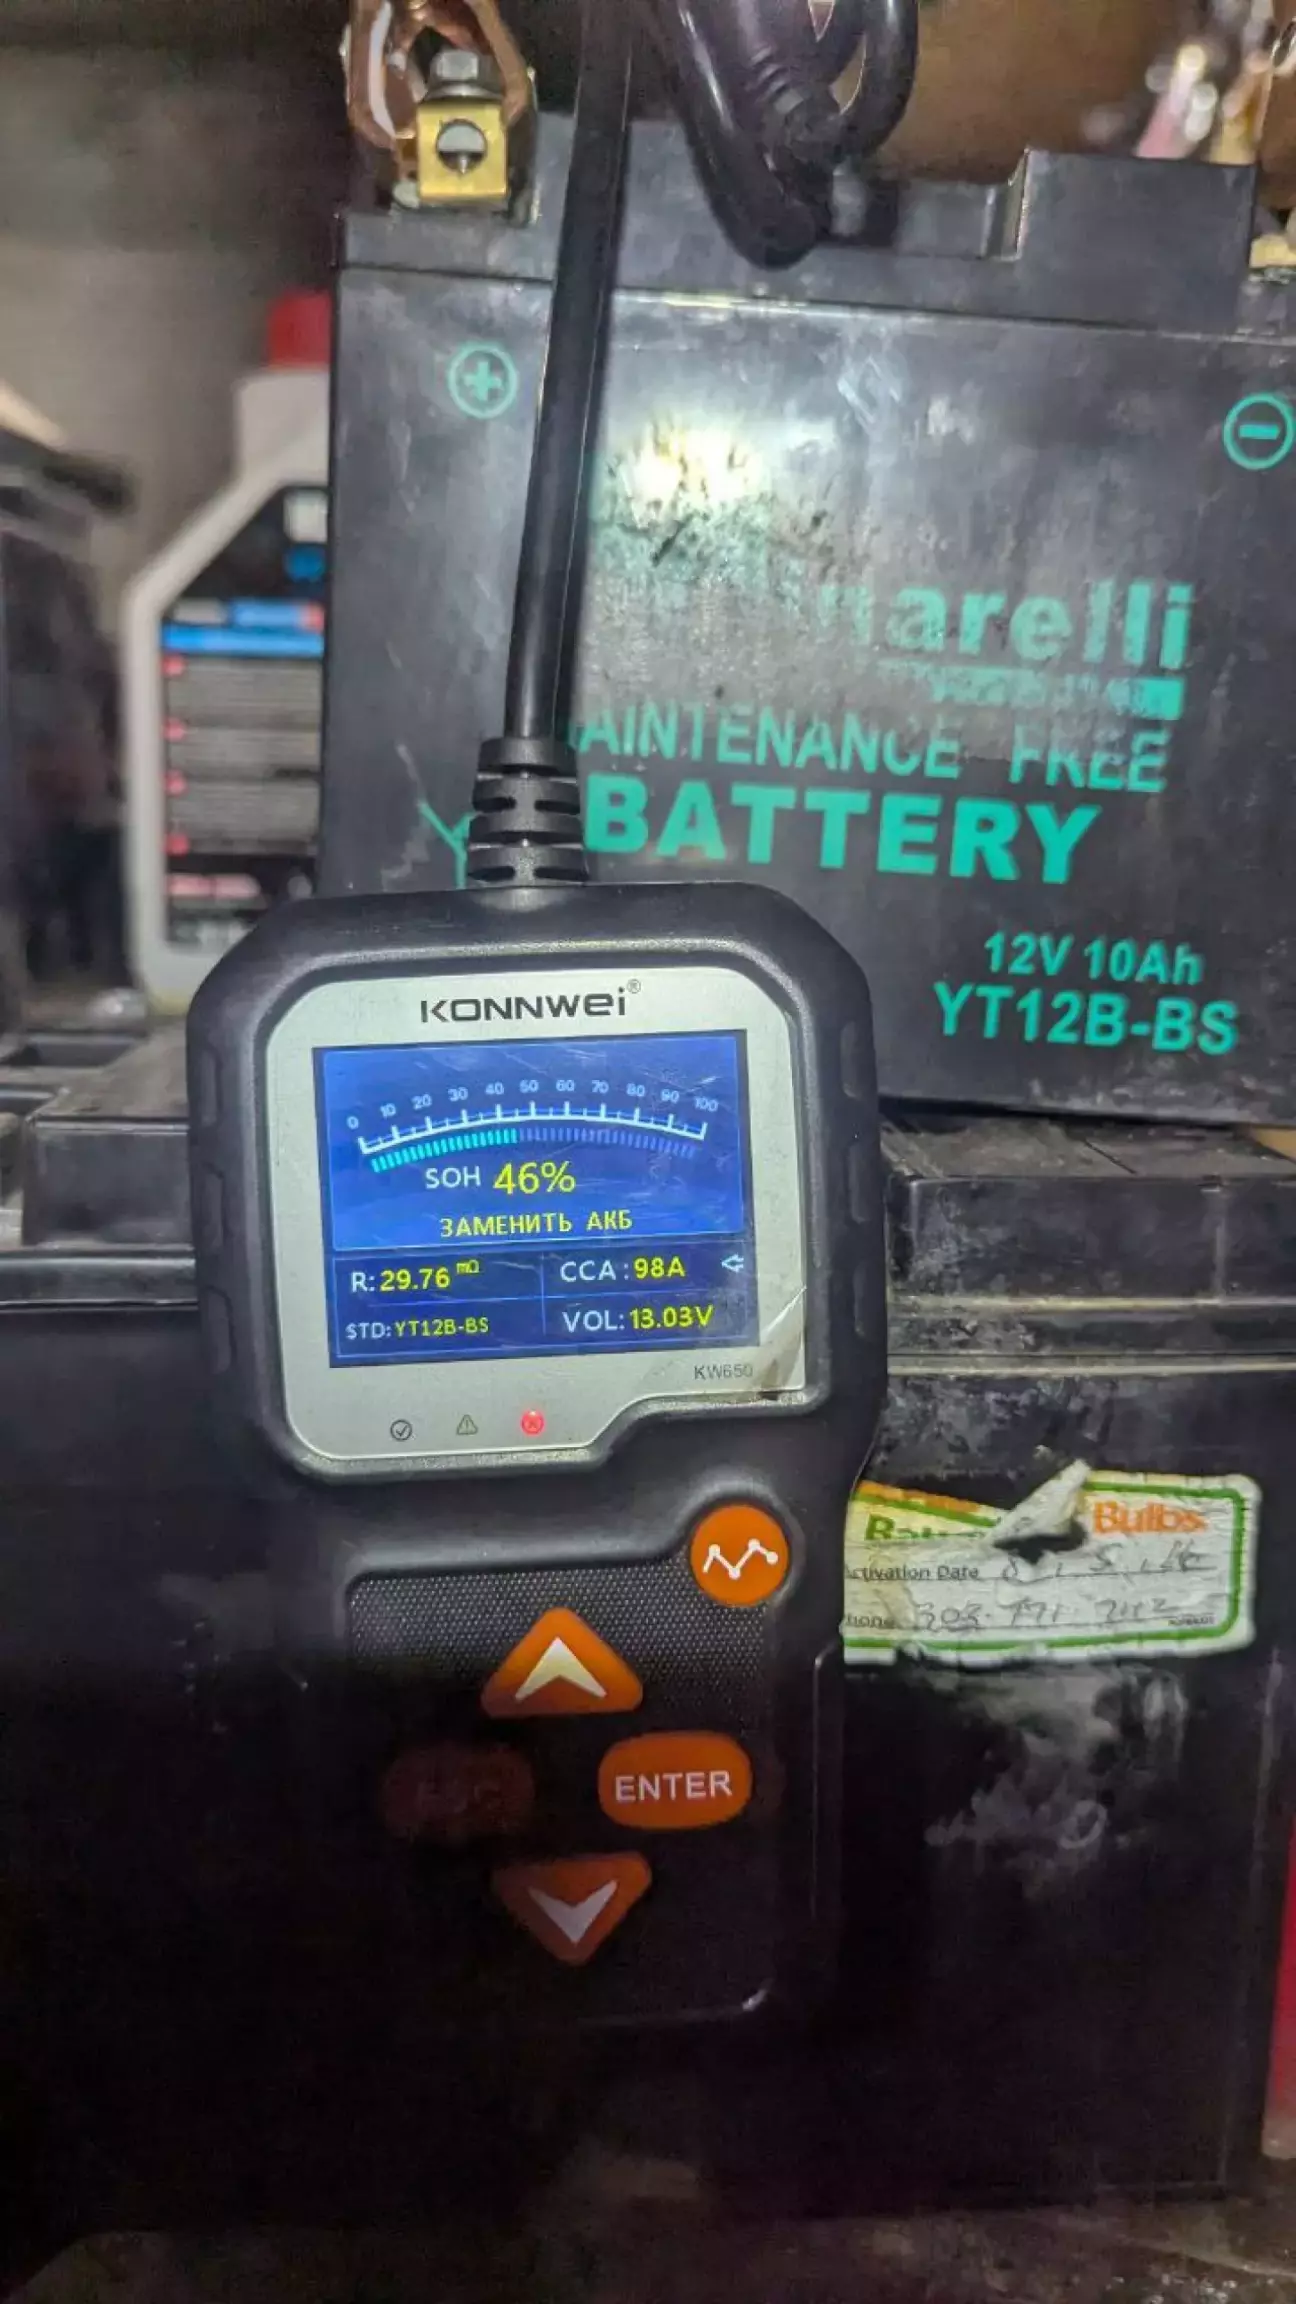 +
-
arelli
AINTENANCE FREE
BATTERY
12V 10Ah
YT12B-BS
KONNWEI®
0 10 20 30 40 50 60 70 80 90 100
SOH 46%
ЗАМЕНИТЬ АКБ
R: 29.76 mΩ
CCA: 98A
STD: YT12B-BS
VOL: 13.03V
KW650
Bulbs
Activation Date
hone
ENTER